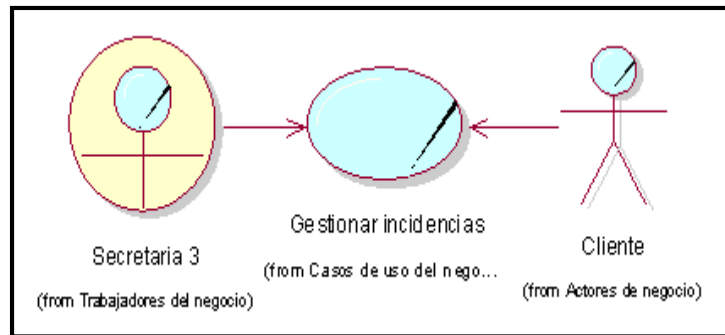 Gestionar incidencias
(from Casos de uso del nego...
Secretaria 3
(from Trabajadores del negocio)
Cliente
(from Actores de negocio)